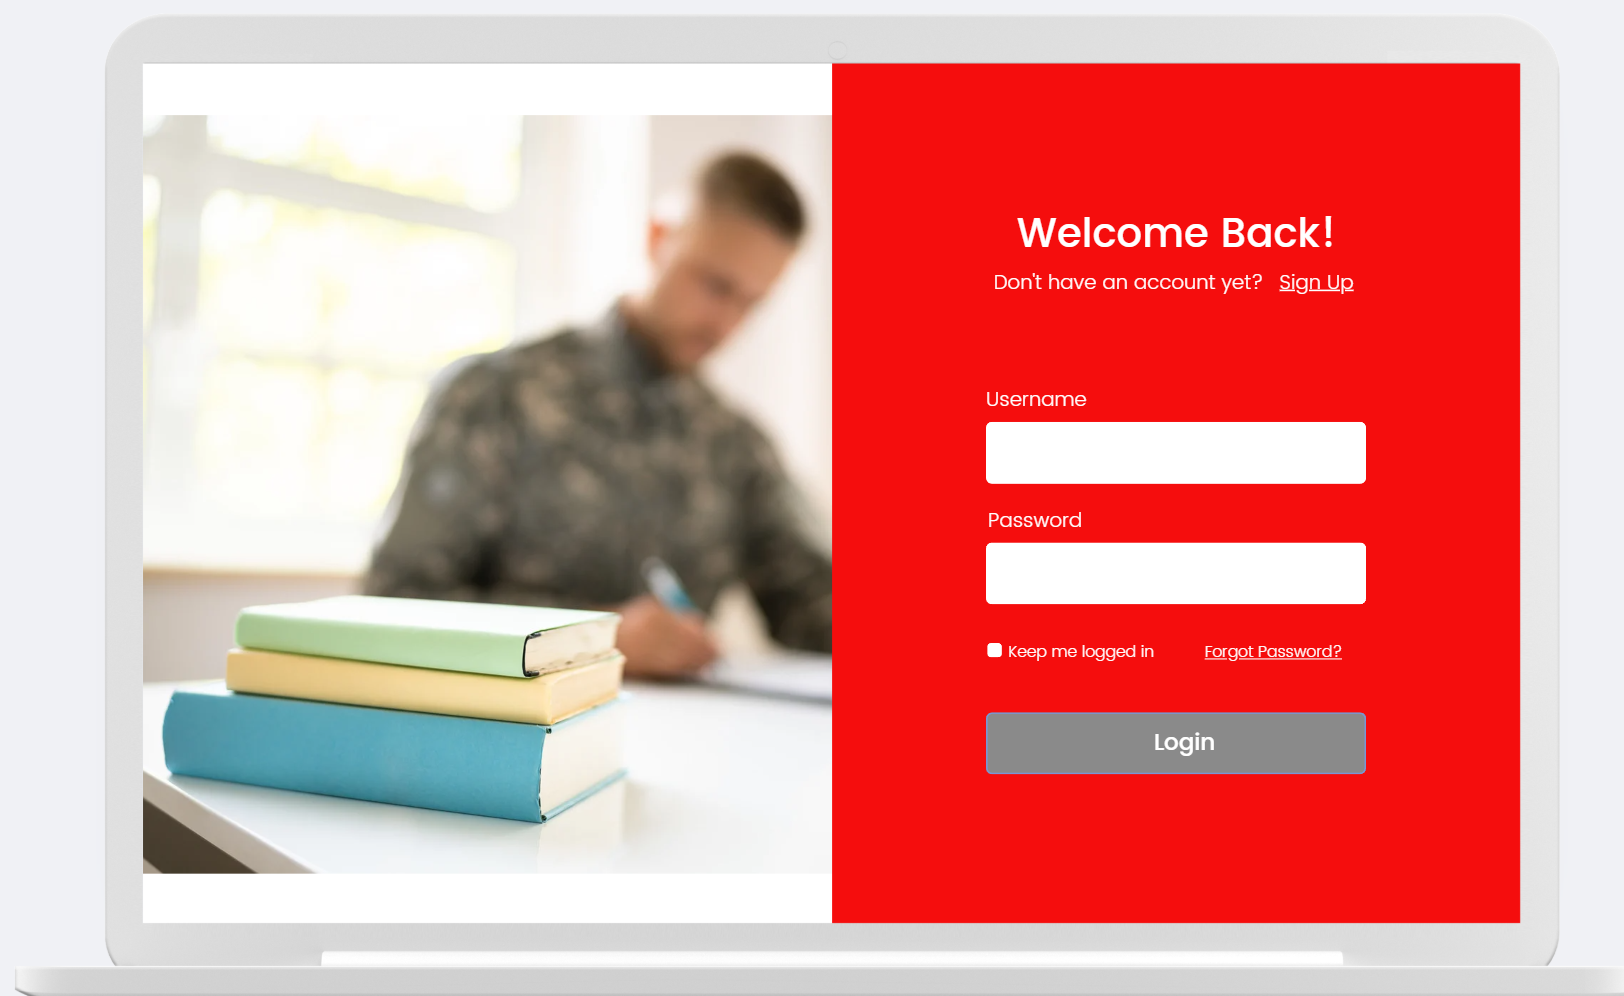 Welcome Back!
Don't have an account yet? Sign Up
Username
Password
Keep me logged in Forgot Password?
Login